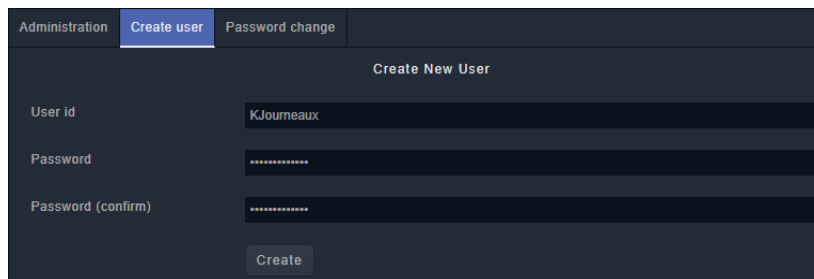 Administration Create user Password change
Create New User
User id KJourneaux
Password •••••••••••••
Password (confirm) •••••••••••••
Create